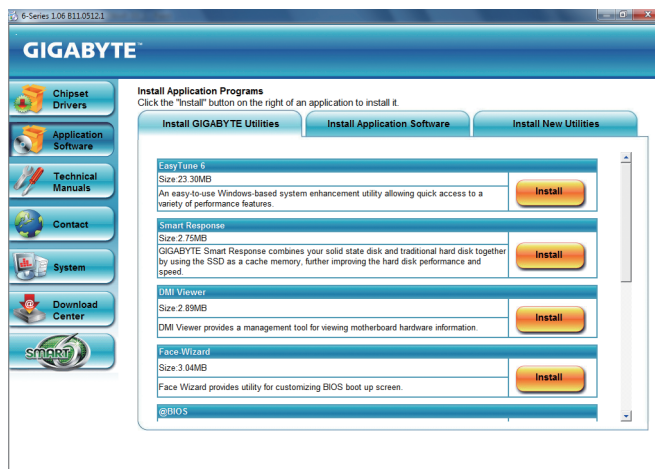 6-Series 1.06 B11.0512.1
GIGABYTE™
Chipset
Drivers
Application
Software
Technical
Manuals
Contact
System
Download
Center
SMART 6
Install Application Programs
Click the "Install" button on the right of an application to install it.
Install GIGABYTE Utilities
Install Application Software
Install New Utilities
EasyTune 6
Size:23.30MB
An easy-to-use Windows-based system enhancement utility allowing quick access to a
variety of performance features.
Install
Smart Response
Size:2.75MB
GIGABYTE Smart Response combines your solid state disk and traditional hard disk together
by using the SSD as a cache memory, further improving the hard disk performance and
speed.
Install
DMI Viewer
Size:2.89MB
DMI Viewer provides a management tool for viewing motherboard hardware information.
Install
Face-Wizard
Size:3.04MB
Face Wizard provides utility for customizing BIOS boot up screen.
Install
@BIOS